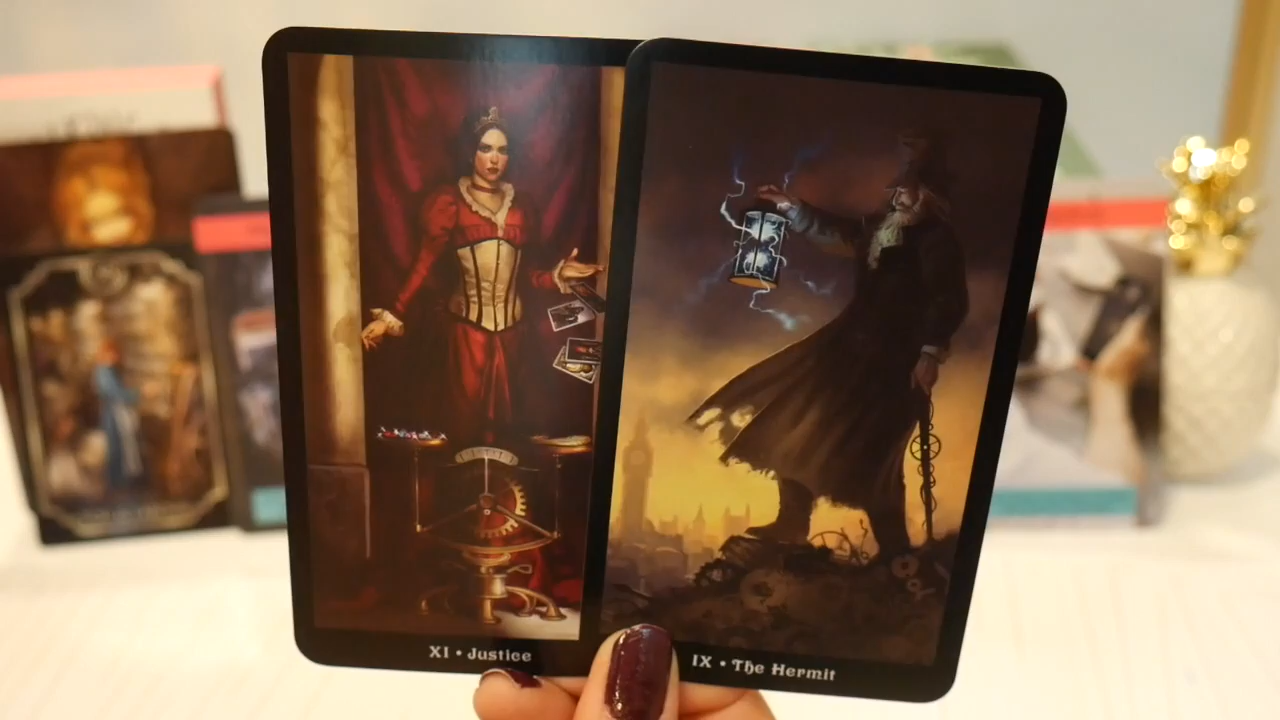 XI • Justice
IX • The Hermit